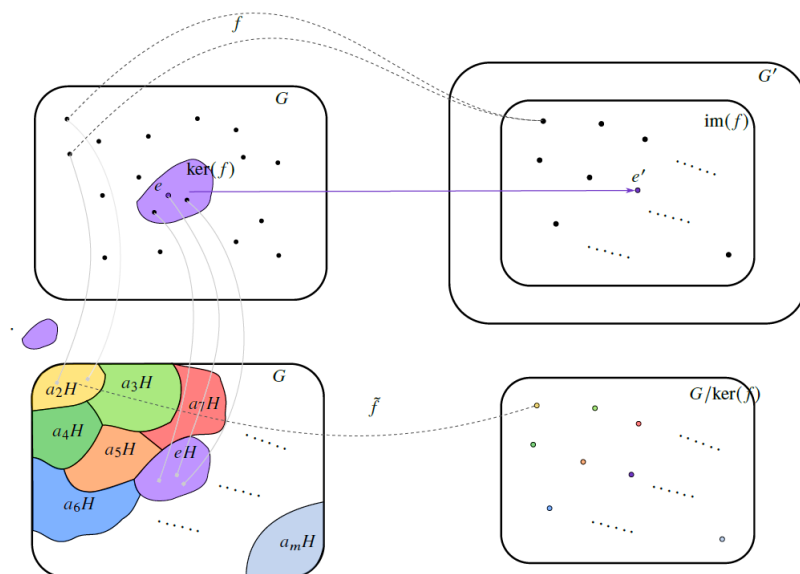 f
G
G′
im(f)
ker(f)
e
e′
G
a₂H
a₃H
a₇H
a₄H
a₅H
eH
a₆H
aₘH
f̃
G/ker(f)